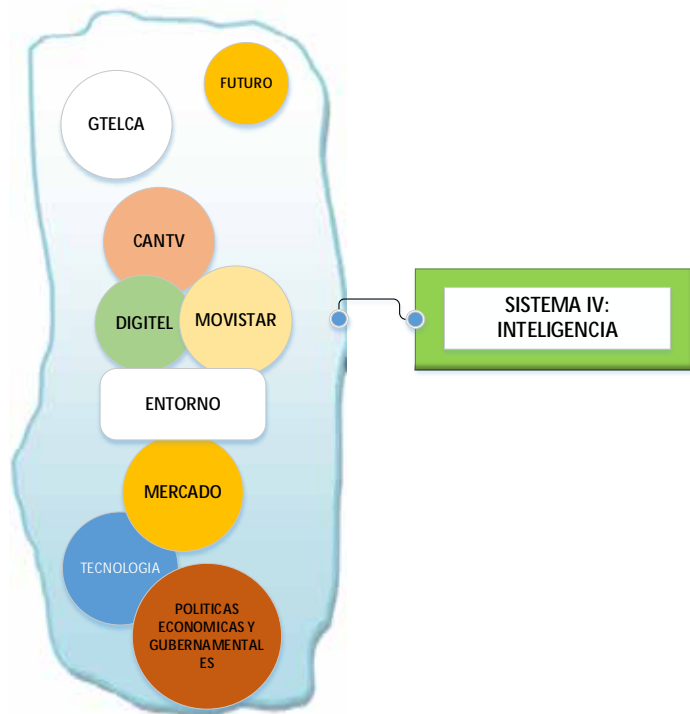 FUTURO
GTELCA
CANTV
DIGITEL
MOVISTAR
SISTEMA IV:
INTELIGENCIA
ENTORNO
MERCADO
TECNOLOGIA
POLITICAS
ECONOMICAS Y
GUBERNAMENTAL
ES